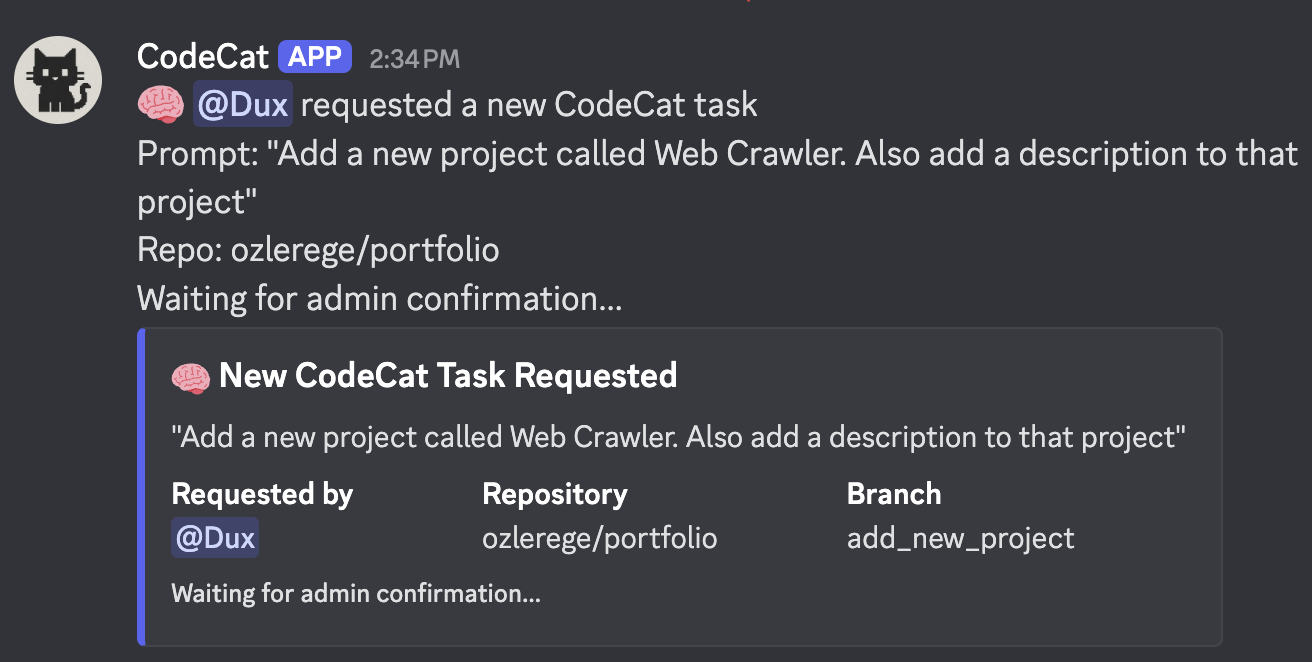 CodeCat APP 2:34 PM
🧠 @Dux requested a new CodeCat task
Prompt: "Add a new project called Web Crawler. Also add a description to that
project"
Repo: ozlerege/portfolio
Waiting for admin confirmation...
🧠 New CodeCat Task Requested
"Add a new project called Web Crawler. Also add a description to that project"
Requested by Repository Branch
@Dux ozlerege/portfolio add_new_project
Waiting for admin confirmation...